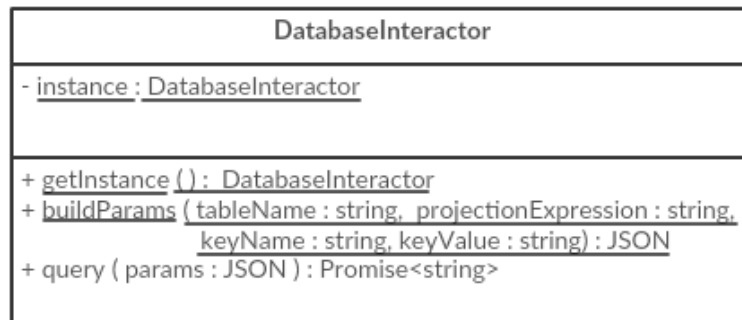 DatabaseInteractor
- instance : DatabaseInteractor
+ getInstance ( ) : DatabaseInteractor
+ buildParams ( tableName : string, projectionExpression : string,
keyName : string, keyValue : string) : JSON
+ query ( params : JSON ) : Promise<string>